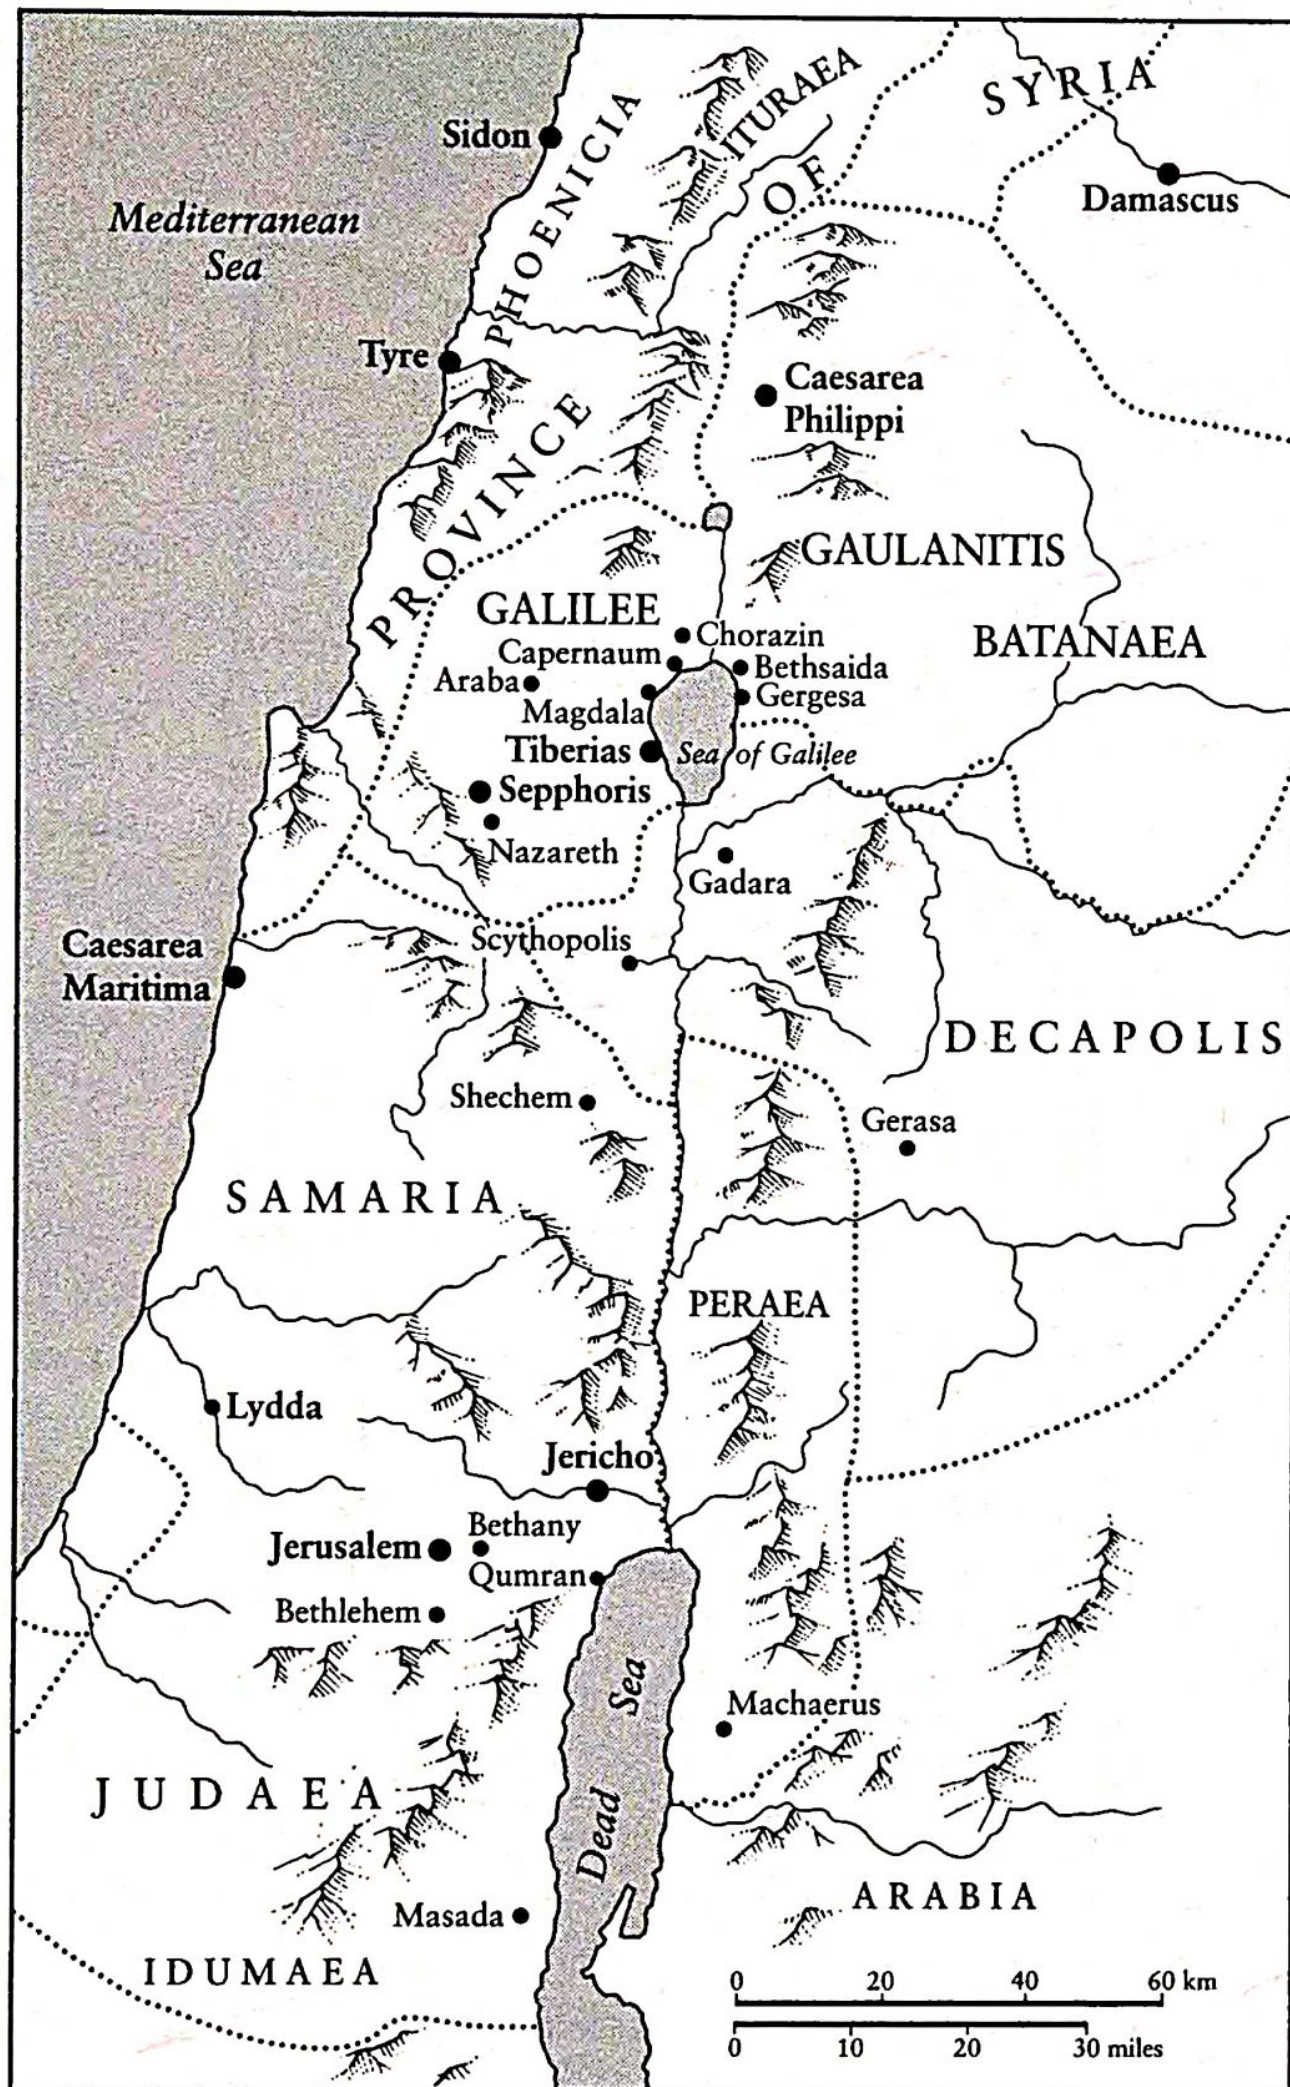 SYRIA
ITURAEA
PHOENICIA
Sidon
PROVINCE OF
Damascus
Mediterranean
Sea
Tyre
Caesarea
Philippi
GAULANITIS
GALILEE
Chorazin
BATANAEA
Capernaum
Bethsaida
Araba
Gergesa
Magdala
Tiberias
Sea of Galilee
Sepphoris
Nazareth
Gadara
Caesarea
Maritima
Scythopolis
DECAPOLIS
Shechem
Gerasa
SAMARIA
PERAEA
Lydda
Jericho
Bethany
Jerusalem
Qumran
Bethlehem
Dead Sea
Machaerus
JUDAEA
ARABIA
Masada
IDUMAEA
0 20 40 60 km
0 10 20 30 miles